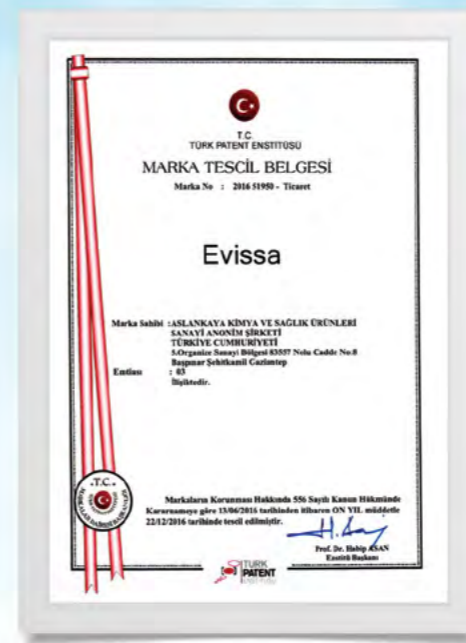 T.C.
TÜRK PATENT ENSTİTÜSÜ
MARKA TESCİL BELGESİ
Marka No : 2016 51950 - Ticaret
Evissa
Marka Sahibi :ASLANKAYA KİMYA VE SAĞLIK ÜRÜNLERİ
SANAYİ ANONİM ŞİRKETİ
TÜRKİYE CUMHURİYETİ
5.Organize Sanayi Bölgesi 83557 Nolu Cadde No:8
Başpınar Şehitkamil Gaziantep
Emtiası : 03
İlişiktedir.
.T.C.
Markaların Korunması Hakkında 556 Sayılı Kanun Hükmünde
Kararnameye göre 13/06/2016 tarihinden itibaren ON YIL müddetle
22/12/2016 tarihinde tescil edilmiştir.
Prof. Dr. Habip ASAN
Enstitü Başkanı
TURK
PATENT